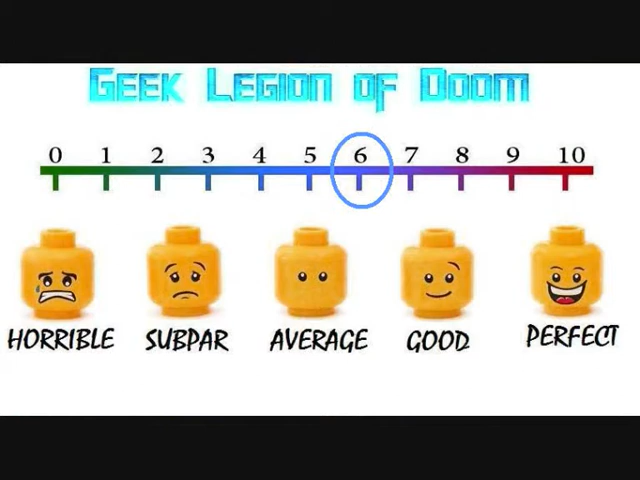 Geek Legion of Doom
0 1 2 3 4 5 6 7 8 9 10
HORRIBLE SUBPAR AVERAGE GOOD PERFECT